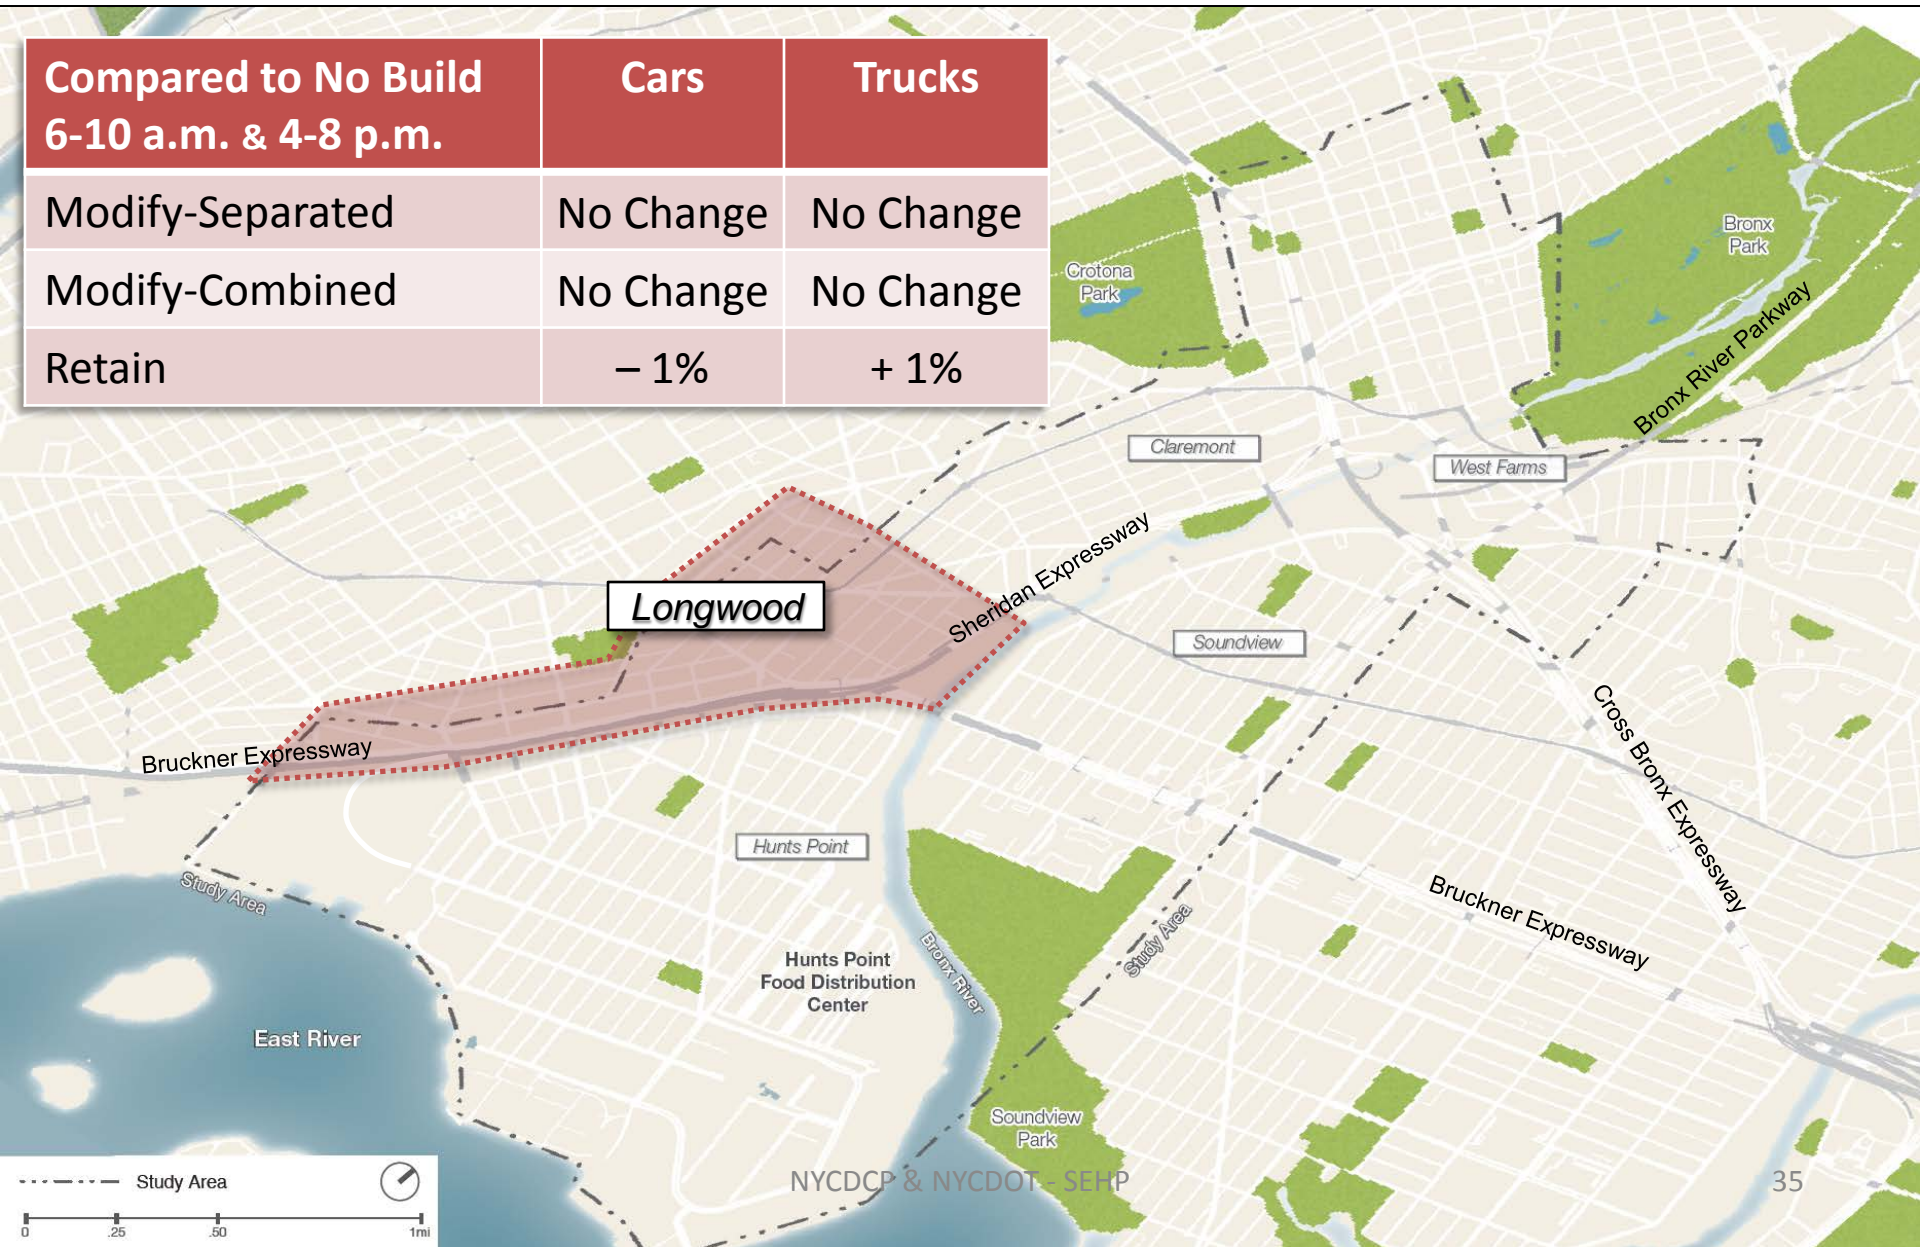 Compared to No Build
6-10 a.m. & 4-8 p.m.
Cars
Trucks
Modify-Separated
No Change
No Change
Modify-Combined
No Change
No Change
Retain
– 1%
+ 1%
Bronx
Park
Crotona
Park
Bronx River Parkway
Claremont
West Farms
Sheridan Expressway
Longwood
Soundview
Bruckner Expressway
Cross Bronx Expressway
Hunts Point
Study Area
Bruckner Expressway
Study Area
Bronx River
Hunts Point
Food Distribution
Center
East River
Soundview
Park
Study Area
NYCDCP & NYCDOT - SEHP
35
0
.25
.50
1mi